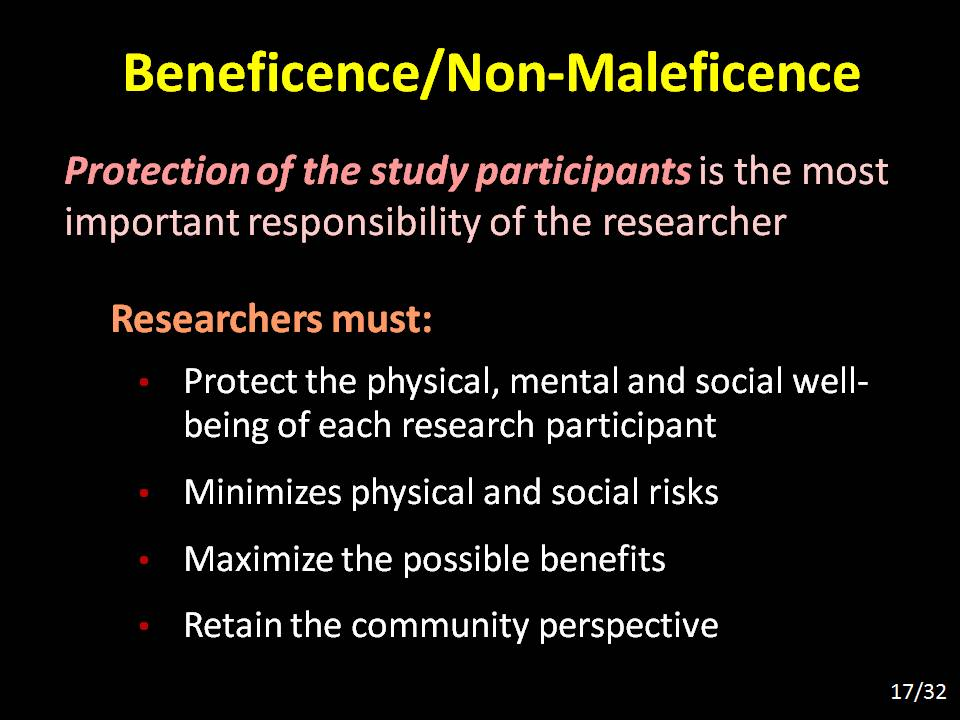 Beneficence/Non-Maleficence
Protection of the study participants is the most
important responsibility of the researcher
Researchers must:
• Protect the physical, mental and social well-
being of each research participant
• Minimizes physical and social risks
• Maximize the possible benefits
• Retain the community perspective
17/32